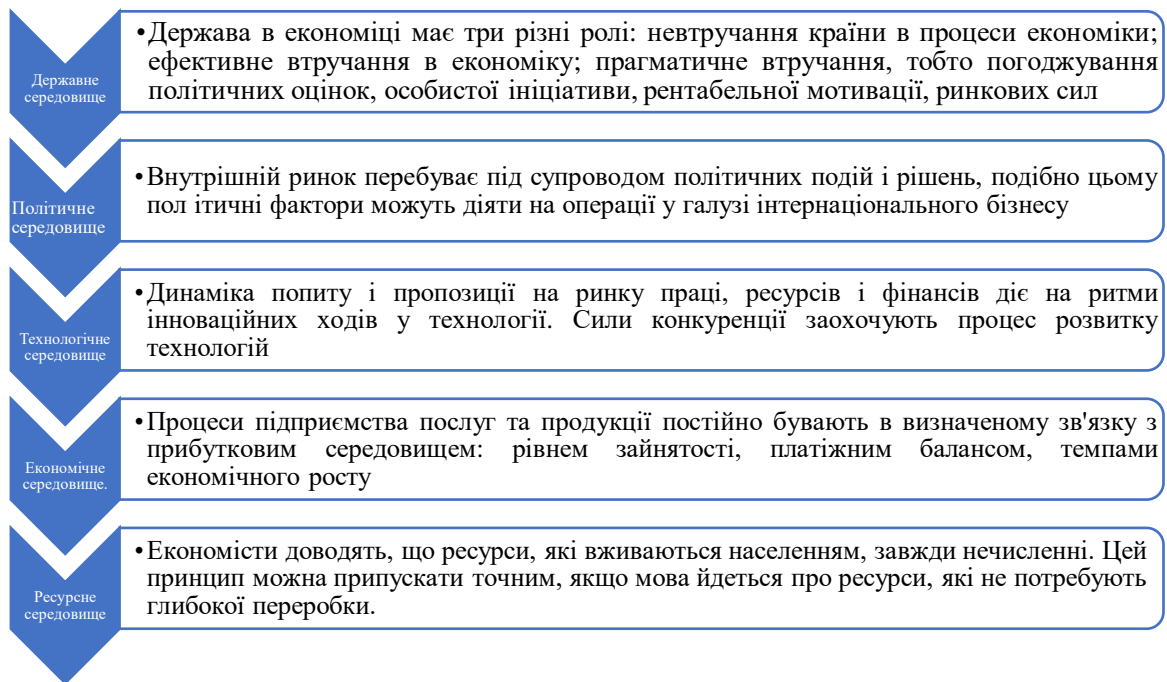 Державне
середовище
•Держава в економіці має три різні ролі: невтручання країни в процеси економіки;
ефективне втручання в економіку; прагматичне втручання, тобто погоджування
політичних оцінок, особистої ініціативи, рентабельної мотивації, ринкових сил
Політичне
середовище
•Внутрішній ринок перебуває під супроводом політичних подій і рішень, подібно цьому
пол ітичні фактори можуть діяти на операції у галузі інтернаціонального бізнесу
Технологічне
середовище
•Динаміка попиту і пропозиції на ринку праці, ресурсів і фінансів діє на ритми
інноваційних ходів у технології. Сили конкуренції заохочують процес розвитку
технологій
Економічне
середовище.
•Процеси підприємства послуг та продукції постійно бувають в визначеному зв'язку з
прибутковим середовищем: рівнем зайнятості, платіжним балансом, темпами
економічного росту
Ресурсне
середовище
•Економісти доводять, що ресурси, які вживаються населенням, завжди нечисленні. Цей
принцип можна припускати точним, якщо мова йдеться про ресурси, які не потребують
глибокої переробки.